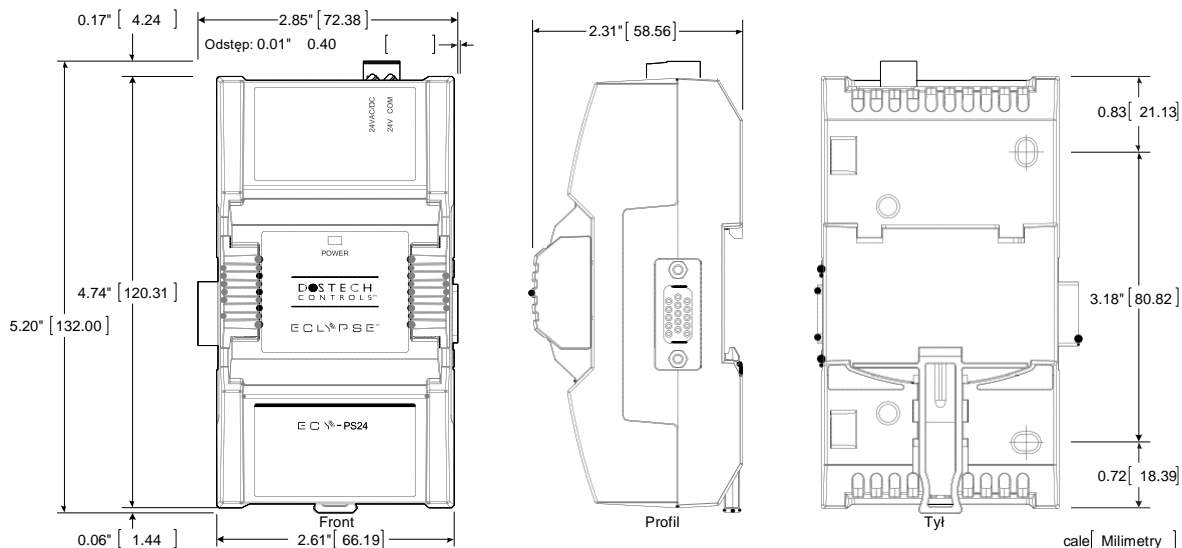 0.17" [ 4.24 ]
2.85" [72.38]
Odstęp: 0.01" 0.40 [ ]
2.31" [ 58.56 ]
24VAC/DC
24V COM
0.83 [ 21.13 ]
POWER
DISTECH
CONTROLS™
ECLYPSE™
4.74" [120.31]
5.20" [132.00]
3.18" [80.82]
ECY-PS24
0.72 [ 18.39 ]
Front
Profil
Tył
0.06" [ 1.44 ]
2.61" [ 66.19]
cale [ Milimetry ]